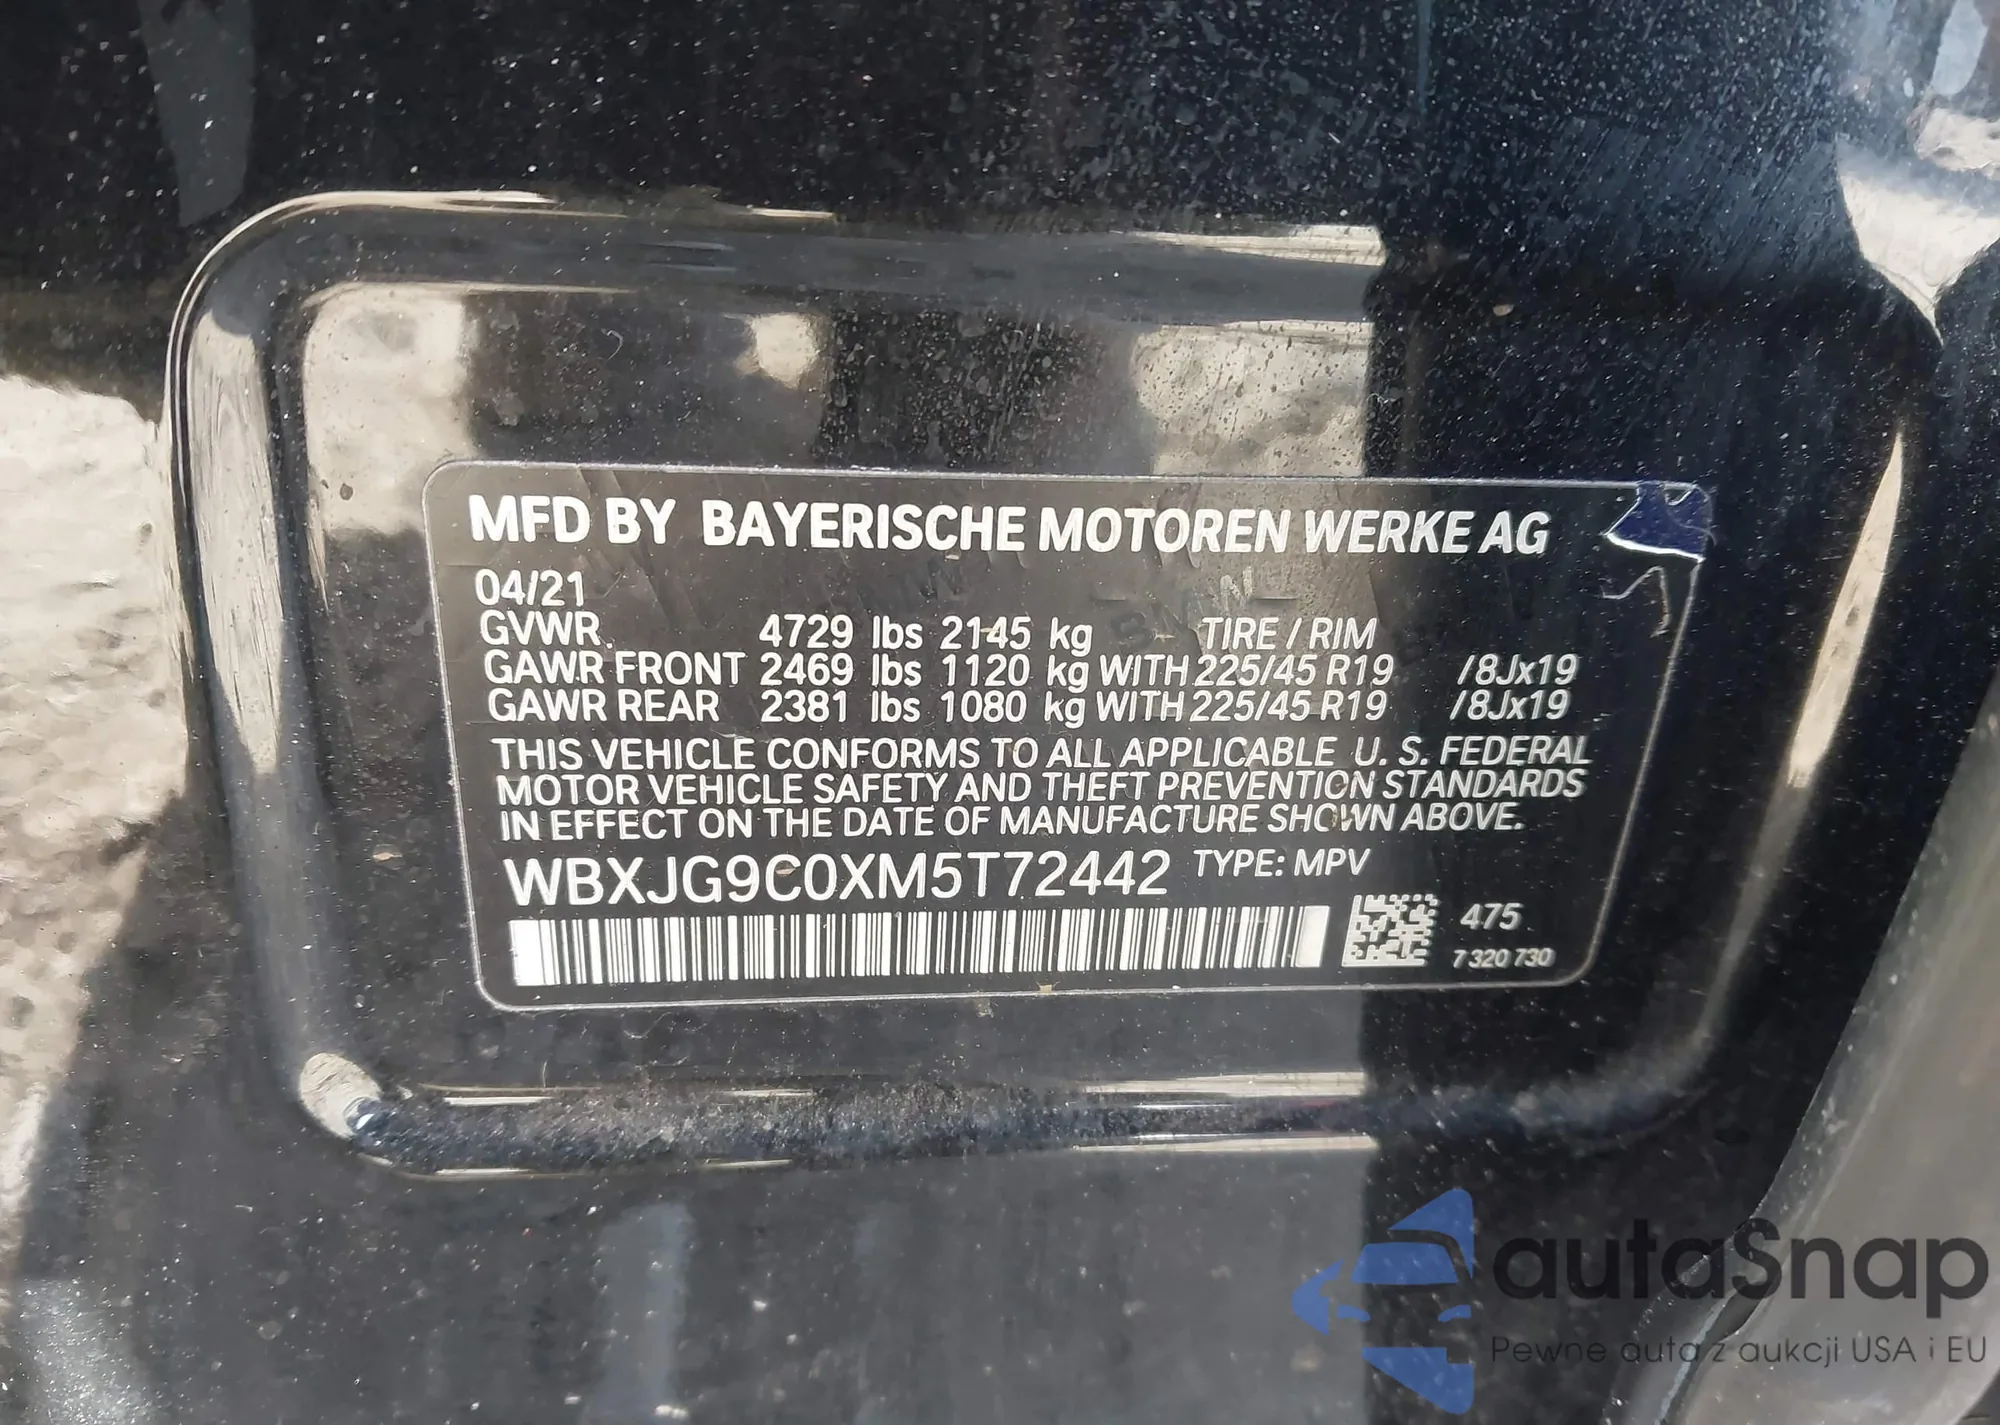 MFD BY BAYERISCHE MOTOREN WERKE AG
04/21
GVWR 4729 lbs 2145 kg TIRE / RIM
GAWR FRONT 2469 lbs 1120 kg WITH 225/45 R19 /8Jx19
GAWR REAR 2381 lbs 1080 kg WITH 225/45 R19 /8Jx19
THIS VEHICLE CONFORMS TO ALL APPLICABLE U. S. FEDERAL
MOTOR VEHICLE SAFETY AND THEFT PREVENTION STANDARDS
IN EFFECT ON THE DATE OF MANUFACTURE SHOWN ABOVE.
WBXJG9C0XM5T72442 TYPE: MPV
475
7 320 730
autaSnap
Pewne auta z aukcji USA i EU